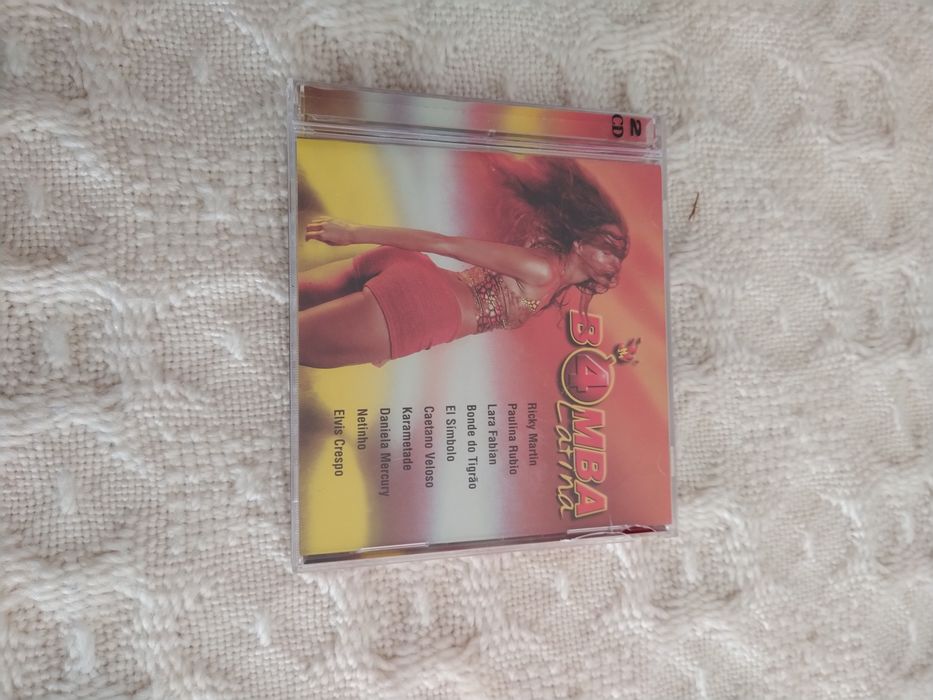 2
CD
B4MBA
Latina
Ricky Martin
Paulina Rubio
Lara Fabian
Bonde do Tigrão
El Símbolo
Caetano Veloso
Karametade
Daniela Mercury
Netinho
Elvis Crespo